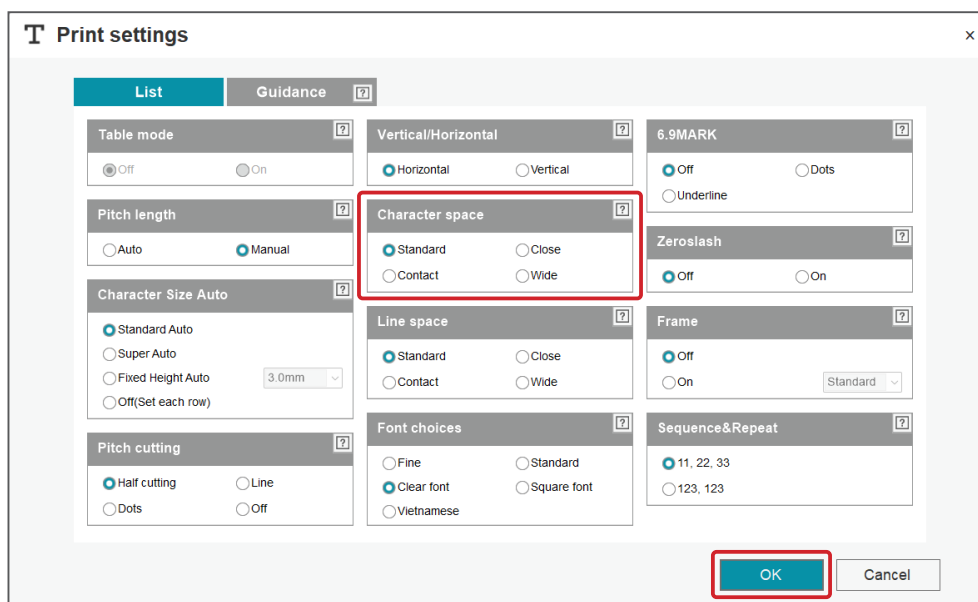 T Print settings ×
List Guidance ?
Table mode ?
Off On
Pitch length ?
Auto Manual
Character Size Auto ?
Standard Auto
Super Auto
Fixed Height Auto 3.0mm
Off(Set each row)
Pitch cutting ?
Half cutting Line
Dots Off
Vertical/Horizontal ?
Horizontal Vertical
Character space ?
Standard Close
Contact Wide
Line space ?
Standard Close
Contact Wide
Font choices ?
Fine Standard
Clear font Square font
Vietnamese
6.9MARK ?
Off Dots
Underline
Zeroslash ?
Off On
Frame ?
Off
On Standard
Sequence&Repeat ?
11, 22, 33
123, 123
OK Cancel